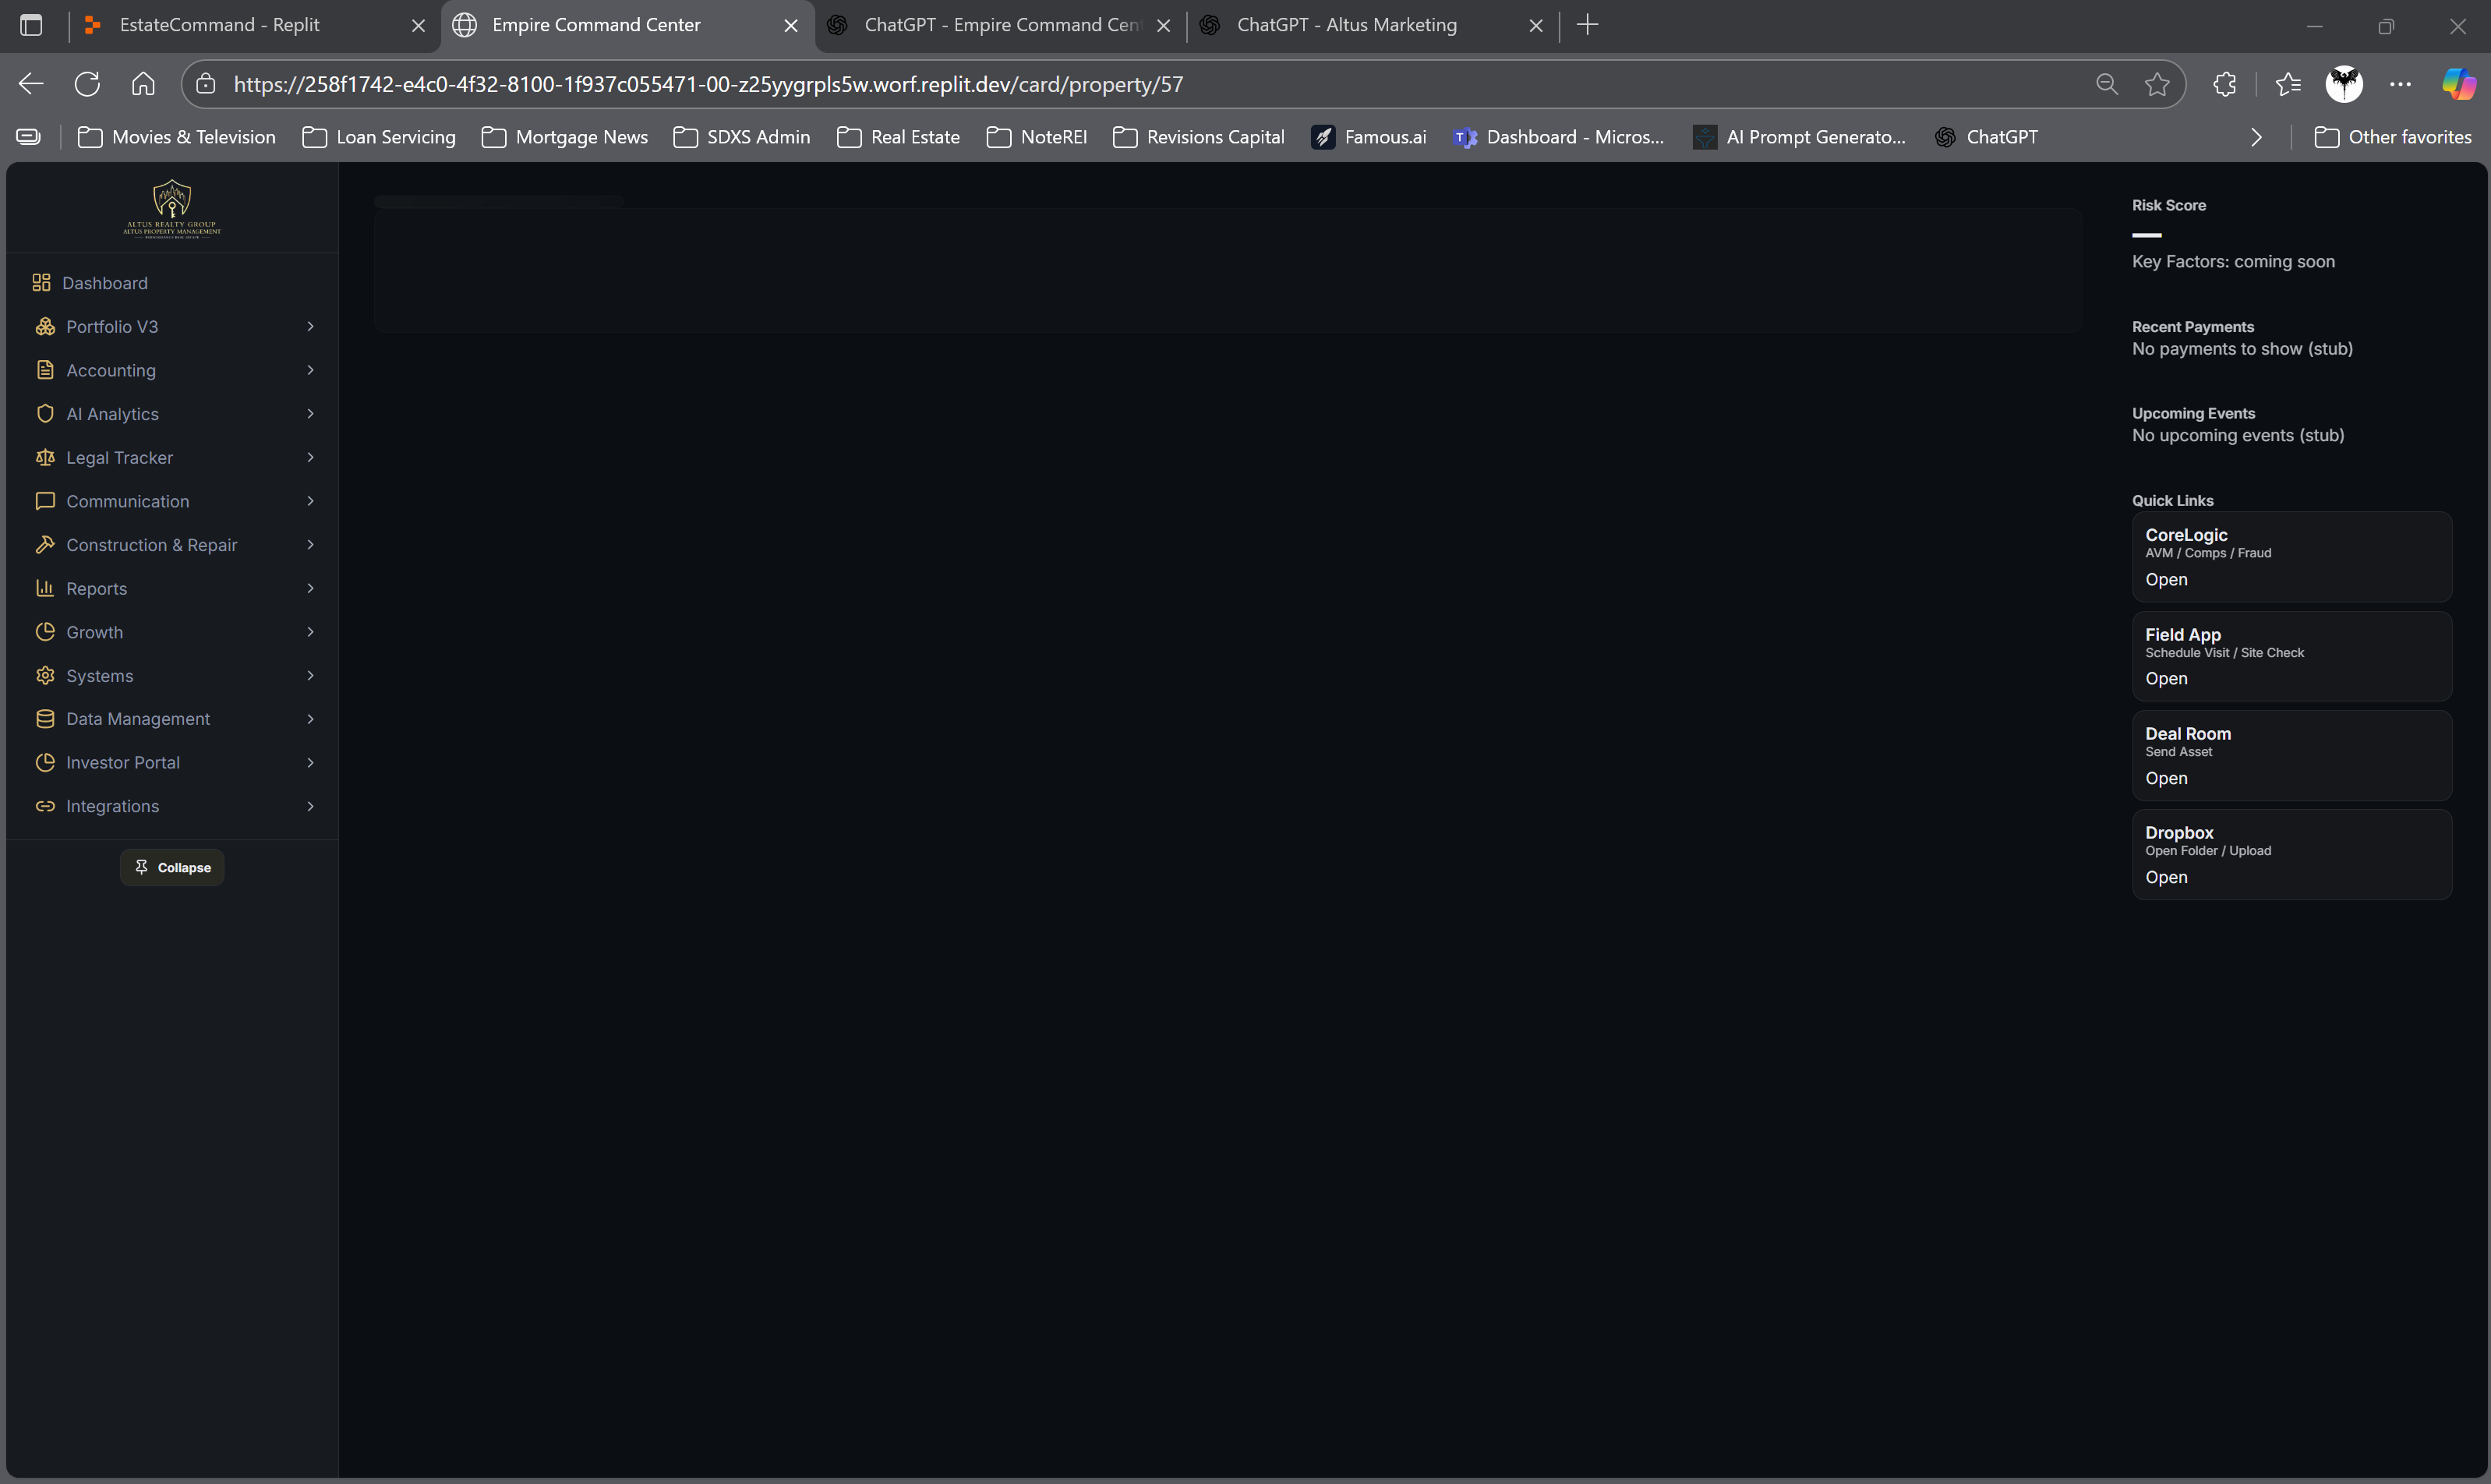 EstateCommand - Replit
Empire Command Center
ChatGPT - Empire Command Cen
ChatGPT - Altus Marketing
https://258f1742-e4c0-4f32-8100-1f937c055471-00-z25yygrpls5w.worf.replit.dev/card/property/57
Movies & Television
Loan Servicing
Mortgage News
SDXS Admin
Real Estate
NoteREI
Revisions Capital
Famous.ai
Dashboard - Micros...
AI Prompt Generato...
ChatGPT
Other favorites
ALTUS REALTY GROUP
ALTUS PROPERTY MANAGEMENT
Dashboard
Portfolio V3
Accounting
AI Analytics
Legal Tracker
Communication
Construction & Repair
Reports
Growth
Systems
Data Management
Investor Portal
Integrations
Collapse
Risk Score
Key Factors: coming soon
Recent Payments
No payments to show (stub)
Upcoming Events
No upcoming events (stub)
Quick Links
CoreLogic
AVM / Comps / Fraud
Open
Field App
Schedule Visit / Site Check
Open
Deal Room
Send Asset
Open
Dropbox
Open Folder / Upload
Open